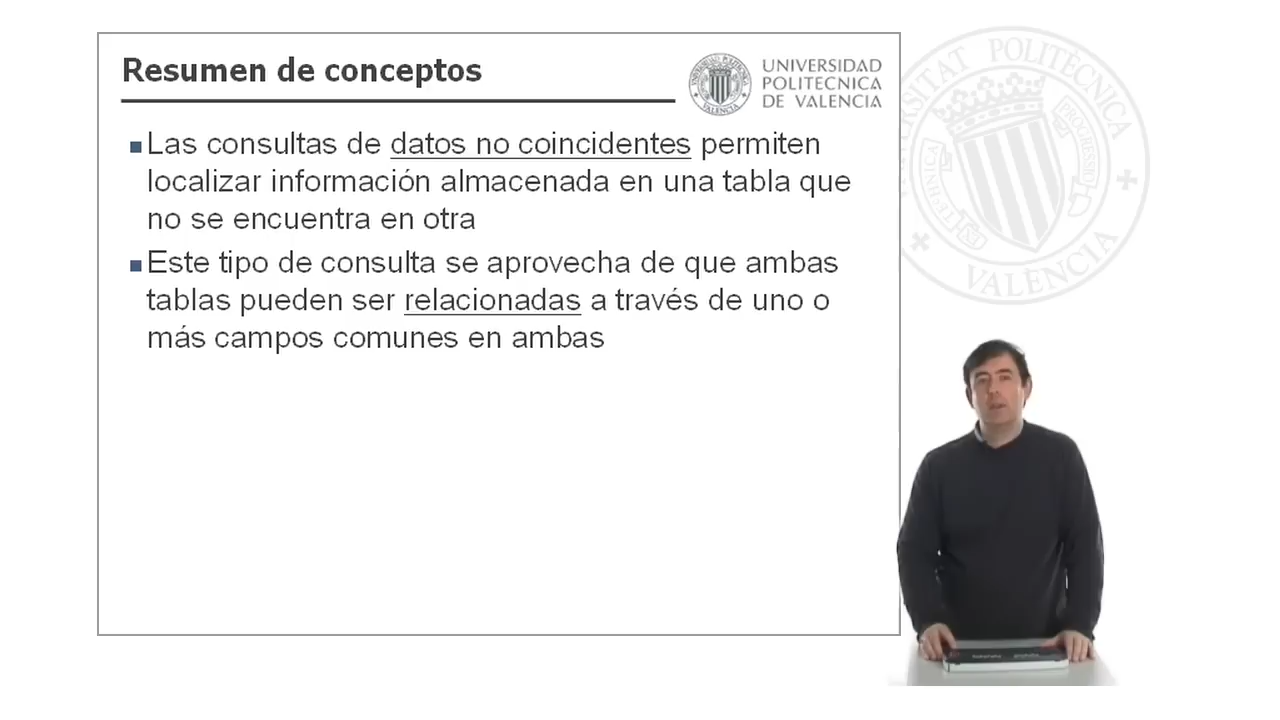 Resumen de conceptos
UNIVERSIDAD
POLITECNICA
DE VALENCIA
Las consultas de datos no coincidentes permiten
localizar información almacenada en una tabla que
no se encuentra en otra
Este tipo de consulta se aprovecha de que ambas
tablas pueden ser relacionadas a través de uno o
más campos comunes en ambas
POLITECNICA
VALENCIA